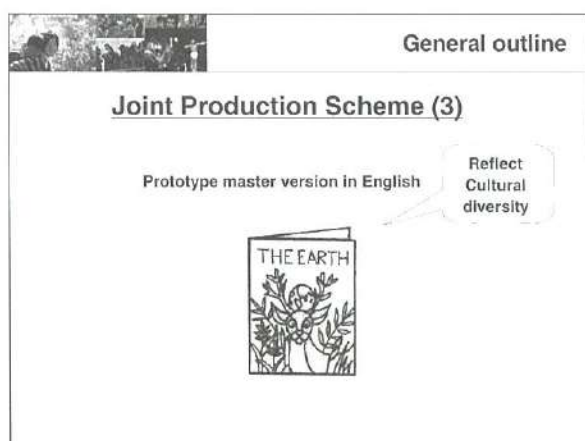 General outline
Joint Production Scheme (3)
Prototype master version in English
Reflect
Cultural
diversity
THE EARTH